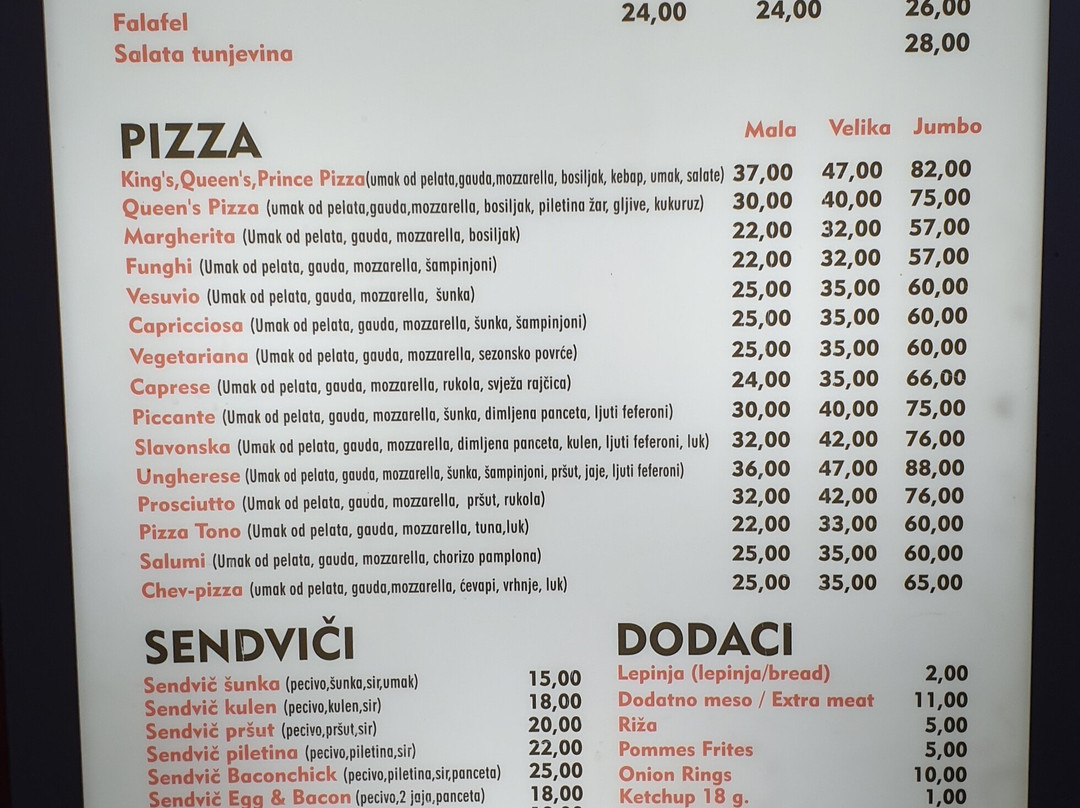 Falafel 24,00 24,00 26,00
Salata tunjevina 28,00
PIZZA Mala Velika Jumbo
King's,Queen's,Prince Pizza(umak od pelata,gauda,mozzarella, bosiljak, kebap, umak, salate) 37,00 47,00 82,00
Queen's Pizza (umak od pelata,gauda,mozzarella, bosiljak, piletina žar, gljive, kukuruz) 30,00 40,00 75,00
Margherita (Umak od pelata, gauda, mozzarella, bosiljak) 22,00 32,00 57,00
Funghi (Umak od pelata, gauda, mozzarella, šampinjoni) 22,00 32,00 57,00
Vesuvio (Umak od pelata, gauda, mozzarella, šunka) 25,00 35,00 60,00
Capricciosa (Umak od pelata, gauda, mozzarella, šunka, šampinjoni) 25,00 35,00 60,00
Vegetariana (Umak od pelata, gauda, mozzarella, sezonsko povrće) 25,00 35,00 60,00
Caprese (Umak od pelata, gauda, mozzarella, rukola, svježa rajčica) 24,00 35,00 66,00
Piccante (Umak od pelata, gauda, mozzarella, šunka, dimljena panceta, ljuti feferoni) 30,00 40,00 75,00
Slavonska (Umak od pelata, gauda, mozzarella, dimljena panceta, kulen, ljuti feferoni, luk) 32,00 42,00 76,00
Ungherese (Umak od pelata, gauda, mozzarella, šunka, šampinjoni, pršut, jaje, ljuti feferoni) 36,00 47,00 88,00
Prosciutto (Umak od pelata, gauda, mozzarella, pršut, rukola) 32,00 42,00 76,00
Pizza Tono (Umak od pelata, gauda, mozzarella, tuna,luk) 22,00 33,00 60,00
Salumi (Umak od pelata, gauda, mozzarella, chorizo pamplona) 25,00 35,00 60,00
Chev-pizza (umak od pelata, gauda,mozzarella, ćevapi, vrhnje, luk) 25,00 35,00 65,00
SENDVIČI
Sendvič šunka (pecivo,šunka,sir,umak) 15,00
Sendvič kulen (pecivo,kulen,sir) 18,00
Sendvič pršut (pecivo,pršut,sir) 20,00
Sendvič piletina (pecivo,piletina,sir) 22,00
Sendvič Baconchick (pecivo,piletina,sir,panceta) 25,00
Sendvič Egg & Bacon (pecivo,2 jaja,panceta) 18,00
DODACI
Lepinja (lepinja/bread) 2,00
Dodatno meso / Extra meat 11,00
Riža 5,00
Pommes Frites 5,00
Onion Rings 10,00
Ketchup 18 g. 1,00